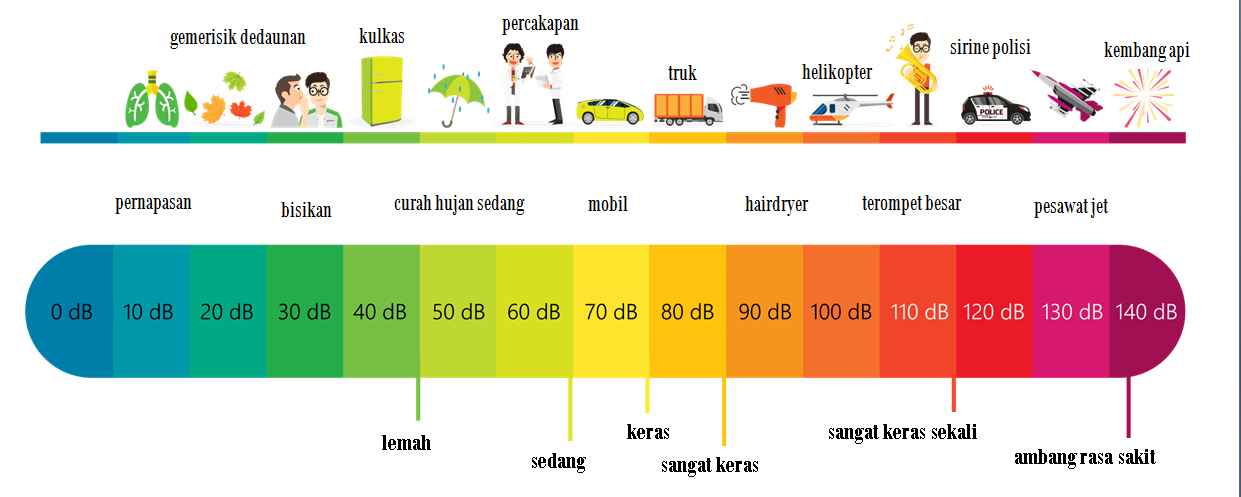 gemerisik dedaunan
kulkas
percakapan
truk
helikopter
sirine polisi
kembang api
POLICE
pernapasan
bisikan
curah hujan sedang
mobil
hairdryer
terompet besar
pesawat jet
0 dB
10 dB
20 dB
30 dB
40 dB
50 dB
60 dB
70 dB
80 dB
90 dB
100 dB
110 dB
120 dB
130 dB
140 dB
lemah
sedang
keras
sangat keras
sangat keras sekali
ambang rasa sakit